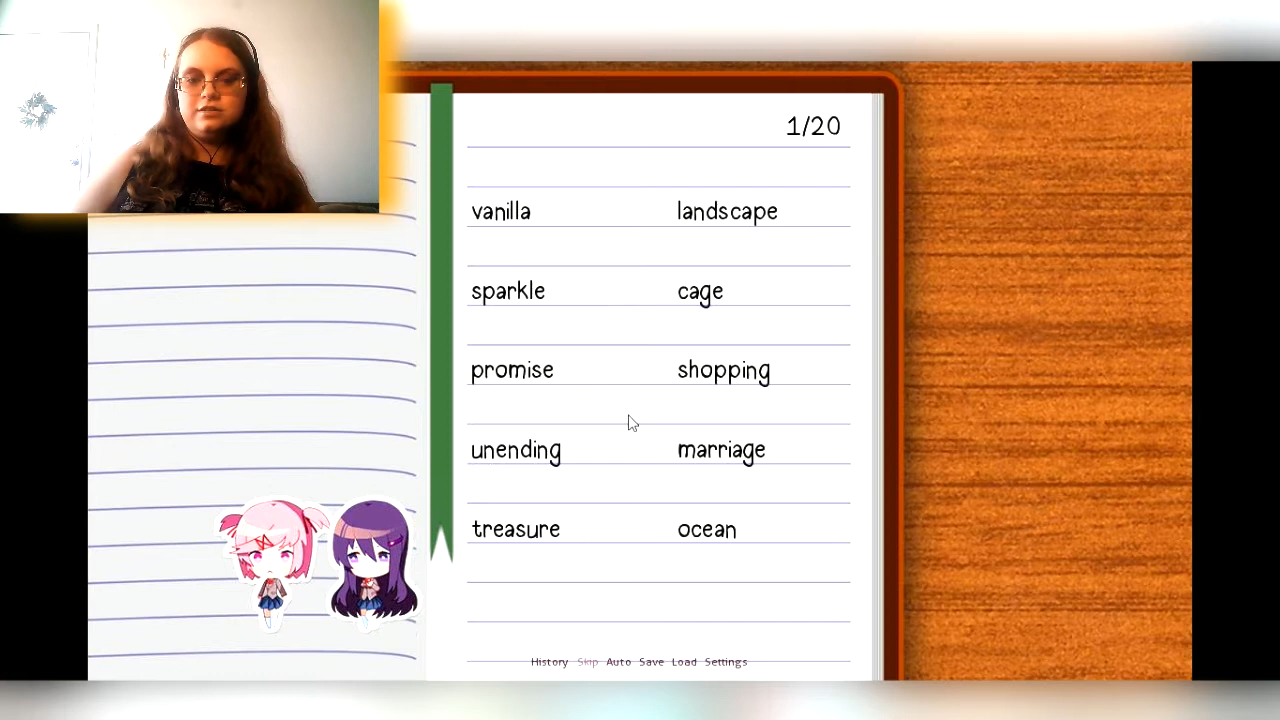 1/20
vanilla landscape
sparkle cage
promise shopping
unending marriage
treasure ocean
History Skip Auto Save Load Settings